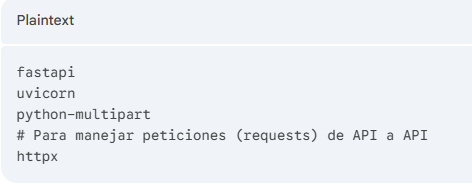 Plaintext
fastapi
uvicorn
python-multipart
# Para manejar peticiones (requests) de API a API
httpx